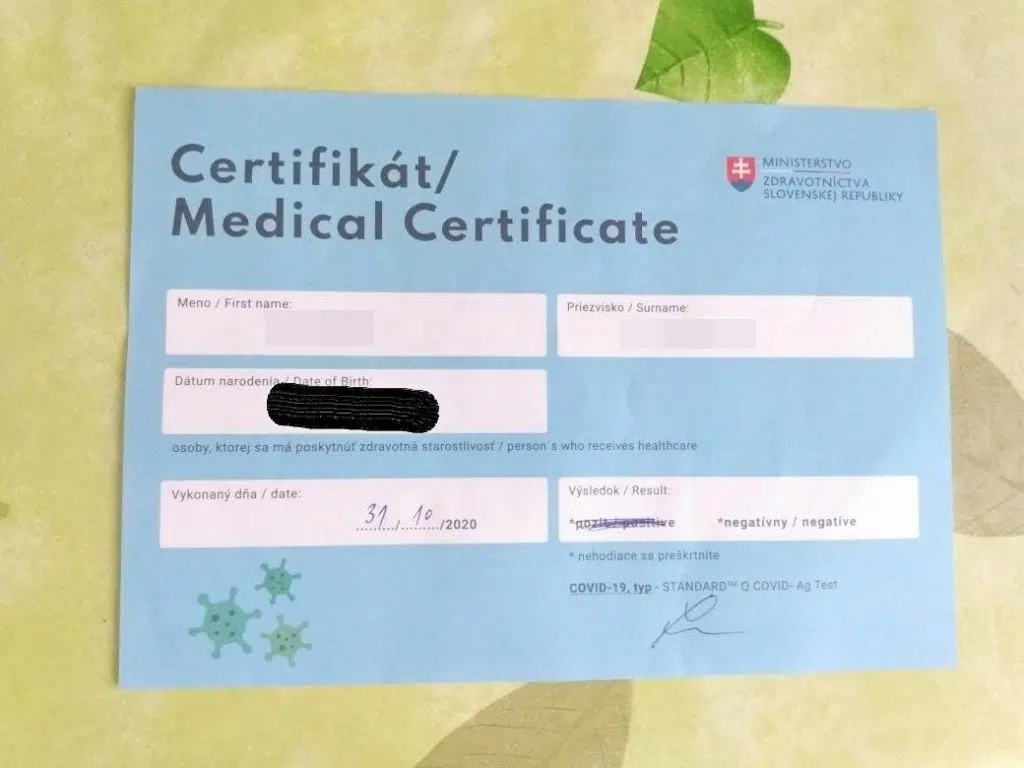 Certifikát/
Medical Certificate
MINISTERSTVO
ZDRAVOTNÍCTVA
SLOVENSKEJ REPUBLIKY
Meno / First name:
Priezvisko / Surname:
Dátum narodenia / Date of Birth:
osoby, ktorej sa má poskytnúť zdravotná starostlivosť / person´s who receives healthcare
Vykonaný dňa / date:
31/10/2020
Výsledok / Result:
*pozit / positive *negatívny / negative
* nehodiace sa preškrtnite
COVID-19, typ - STANDARD™ Q COVID- Ag Test